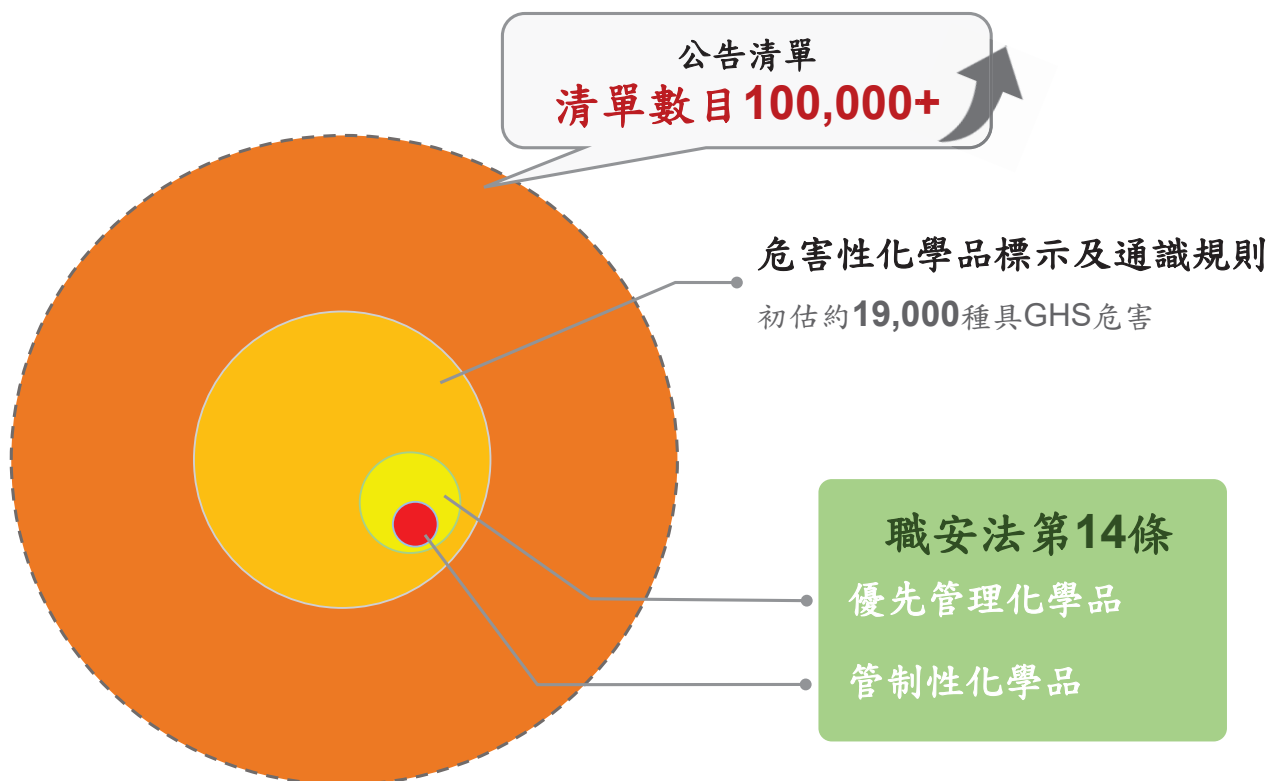 公告清單
清單數目100,000+
危害性化學品標示及通識規則
初估約19,000種具GHS危害
職安法第14條
優先管理化學品
管制性化學品